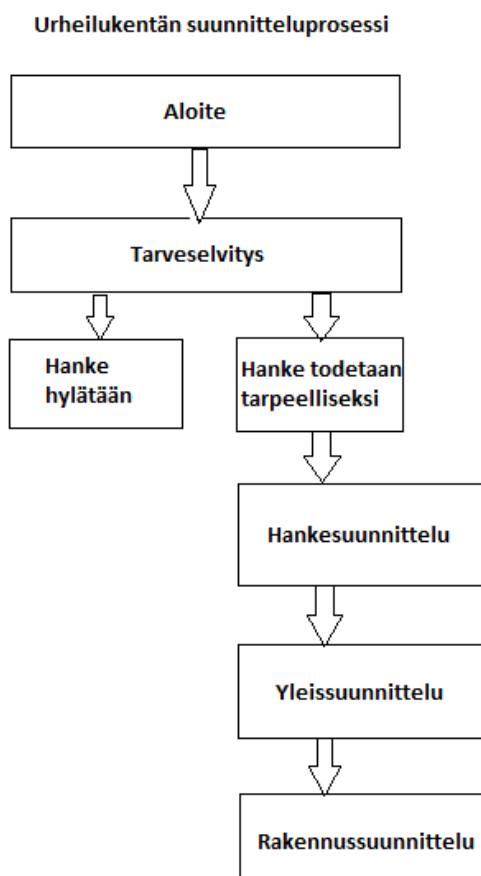 Urheilukentän suunnitteluprosessi
Aloite
Tarveselvitys
Hanke
hylätään
Hanke todetaan
tarpeelliseksi
Hankesuunnittelu
Yleissuunnittelu
Rakennussuunnittelu